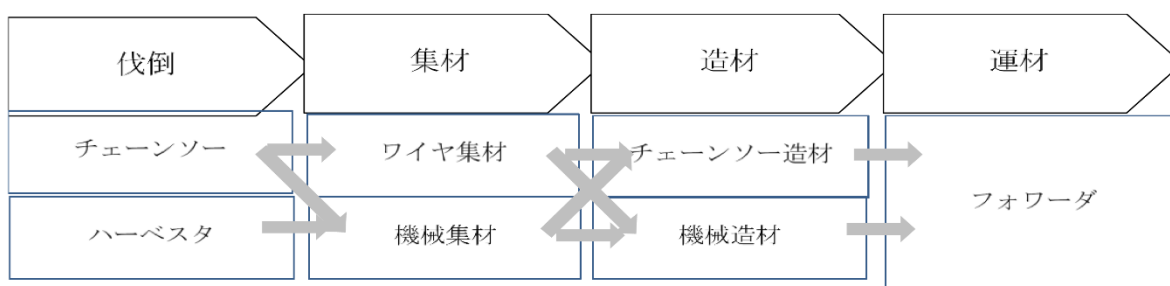 伐倒
集材
造材
運材
チェーンソー
ワイヤ集材
チェーンソー造材
フォワーダ
ハーベスタ
機械集材
機械造材